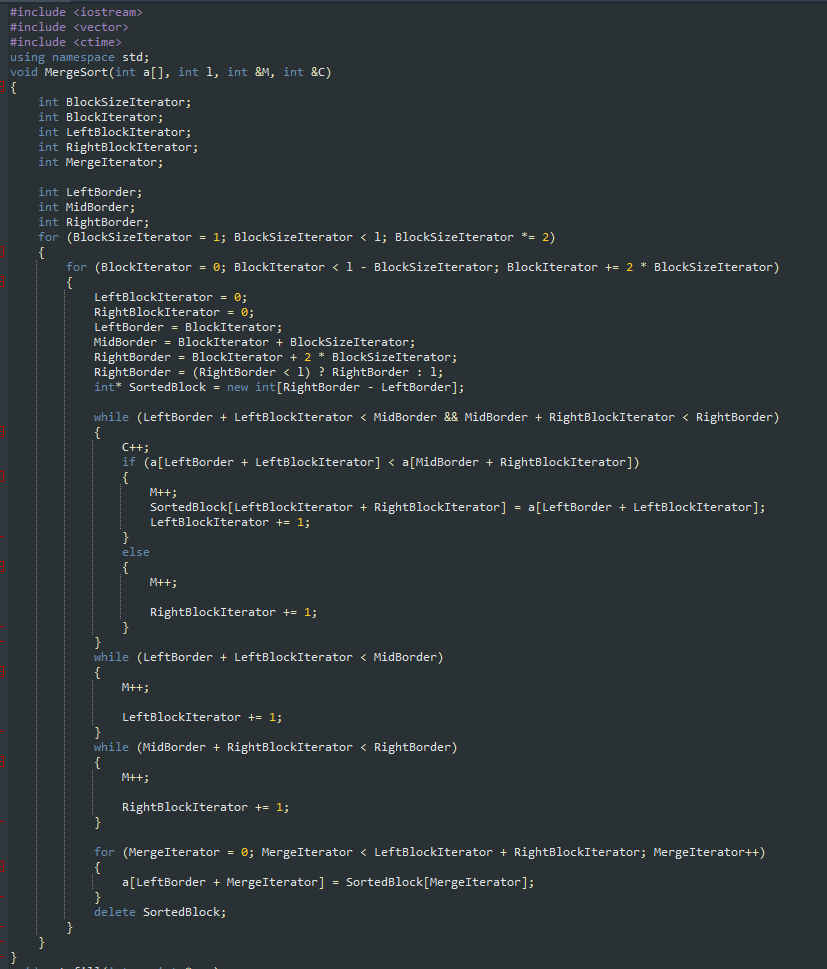 #include <iostream>
#include <vector>
#include <ctime>
using namespace std;
void MergeSort(int a[], int l, int &M, int &C)
{
    int BlockSizeIterator;
    int BlockIterator;
    int LeftBlockIterator;
    int RightBlockIterator;
    int MergeIterator;

    int LeftBorder;
    int MidBorder;
    int RightBorder;
    for (BlockSizeIterator = 1; BlockSizeIterator < l; BlockSizeIterator *= 2)
    {
        for (BlockIterator = 0; BlockIterator < l - BlockSizeIterator; BlockIterator += 2 * BlockSizeIterator)
        {
            LeftBlockIterator = 0;
            RightBlockIterator = 0;
            LeftBorder = BlockIterator;
            MidBorder = BlockIterator + BlockSizeIterator;
            RightBorder = BlockIterator + 2 * BlockSizeIterator;
            RightBorder = (RightBorder < l) ? RightBorder : l;
            int* SortedBlock = new int[RightBorder - LeftBorder];

            while (LeftBorder + LeftBlockIterator < MidBorder && MidBorder + RightBlockIterator < RightBorder)
            {
                C++;
                if (a[LeftBorder + LeftBlockIterator] < a[MidBorder + RightBlockIterator])
                {
                    M++;
                    SortedBlock[LeftBlockIterator + RightBlockIterator] = a[LeftBorder + LeftBlockIterator];
                    LeftBlockIterator += 1;
                }
                else
                {
                    M++;

                    RightBlockIterator += 1;
                }
            }
            while (LeftBorder + LeftBlockIterator < MidBorder)
            {
                M++;

                LeftBlockIterator += 1;
            }
            while (MidBorder + RightBlockIterator < RightBorder)
            {
                M++;

                RightBlockIterator += 1;
            }

            for (MergeIterator = 0; MergeIterator < LeftBlockIterator + RightBlockIterator; MergeIterator++)
            {
                a[LeftBorder + MergeIterator] = SortedBlock[MergeIterator];
            }
            delete SortedBlock;
        }
    }
}